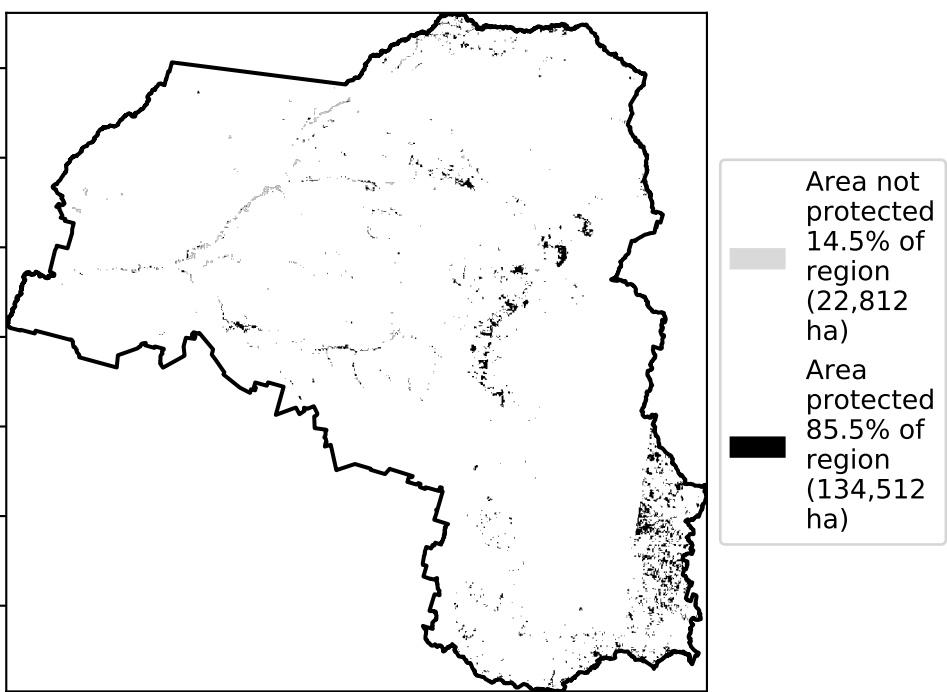 Area not
protected
14.5% of
region
(22,812
ha)
Area
protected
85.5% of
region
(134,512
ha)